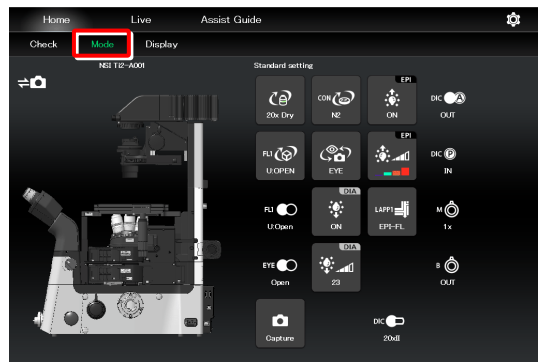 Home Live Assist Guide
Check Mode Display
NSI Ti2-A001 Standard setting
EPI
CON DIC
20x Dry N2 ON OUT
EPI
FL1 DIC P
U:OPEN EYE IN
DIA
FL1 LAPP1 M
U:Open ON EPI-FL 1x
DIA
EYE B
Open 23 OUT
DIC
Capture 20xII